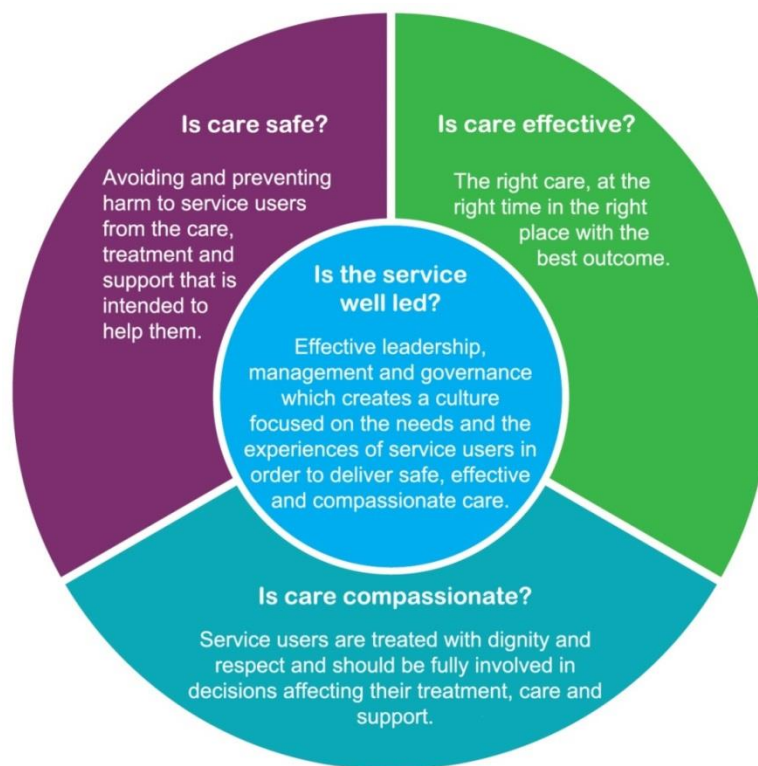 Is care safe?
Avoiding and preventing
harm to service users
from the care,
treatment and
support that is
intended to
help them.
Is care effective?
The right care, at the
right time in the right
place with the
best outcome.
Is the service
well led?
Effective leadership,
management and governance
which creates a culture
focused on the needs and the
experiences of service users in
order to deliver safe, effective
and compassionate care.
Is care compassionate?
Service users are treated with dignity and
respect and should be fully involved in
decisions affecting their treatment, care and
support.